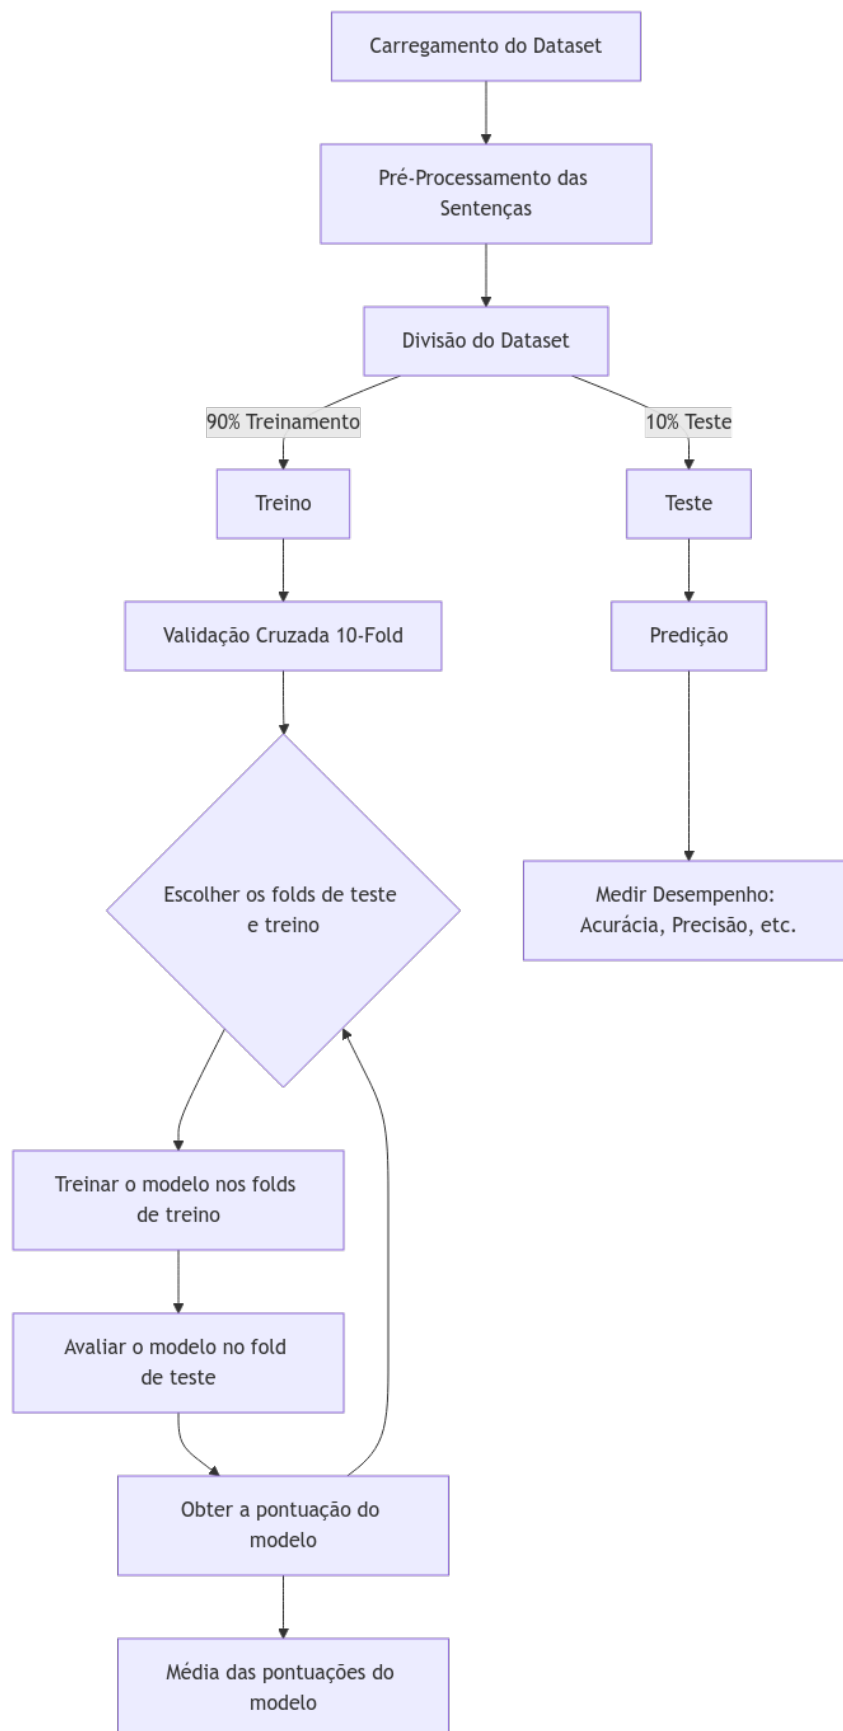 Carregamento do Dataset
Pré-Processamento das
Sentenças
Divisão do Dataset
90% Treinamento
10% Teste
Treino
Teste
Validação Cruzada 10-Fold
Predição
Escolher os folds de teste
e treino
Medir Desempenho:
Acurácia, Precisão, etc.
Treinar o modelo nos folds
de treino
Avaliar o modelo no fold
de teste
Obter a pontuação do
modelo
Média das pontuações do
modelo